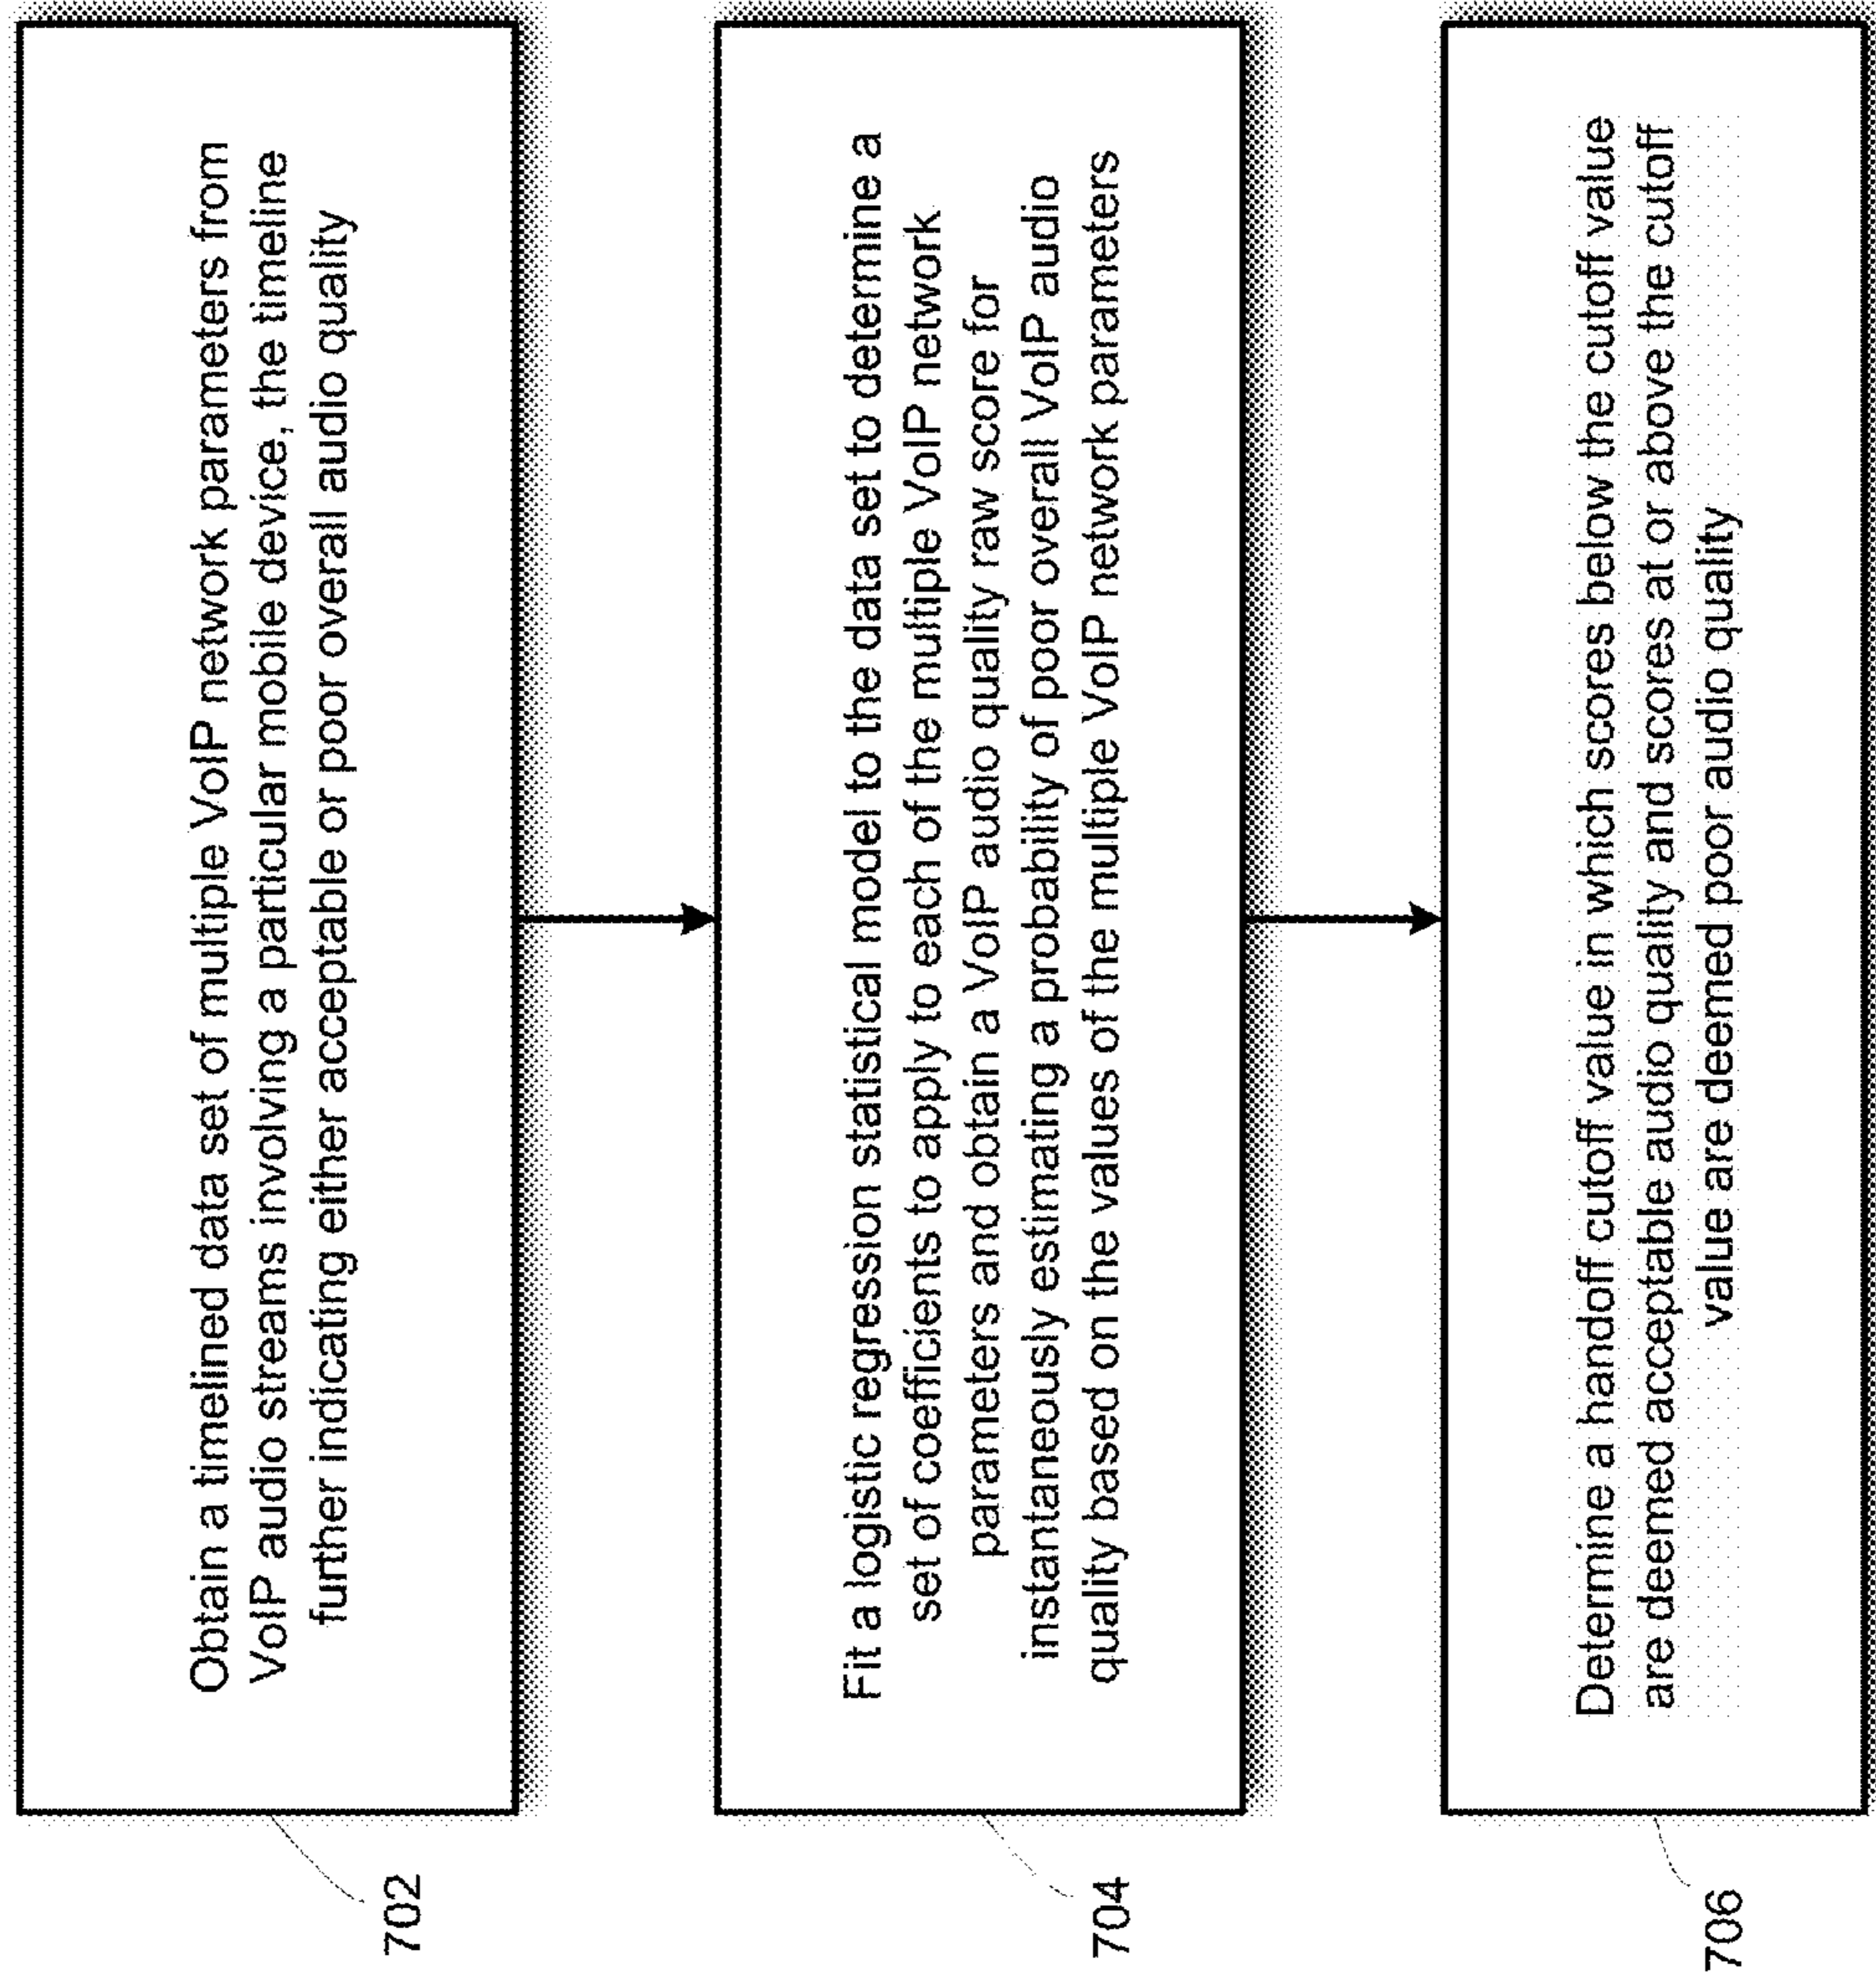 Obtain a timelined data set of multiple VoIP network parameters from
VoIP audio streams involving a particular mobile device, the timeline
further indicating either acceptable or poor overall audio quality
702
Fit a logistic regression statistical model to the data set to determine a
set of coefficients to apply to each of the multiple VoIP network
parameters and obtain a VoIP audio quality raw score for
instantaneously estimating a probability of poor overall VoIP audio
quality based on the values of the multiple VoIP network parameters
704
Determine a handoff cutoff value in which scores below the cutoff value
are deemed acceptable audio quality and scores at or above the cutoff
value are deemed poor audio quality
706